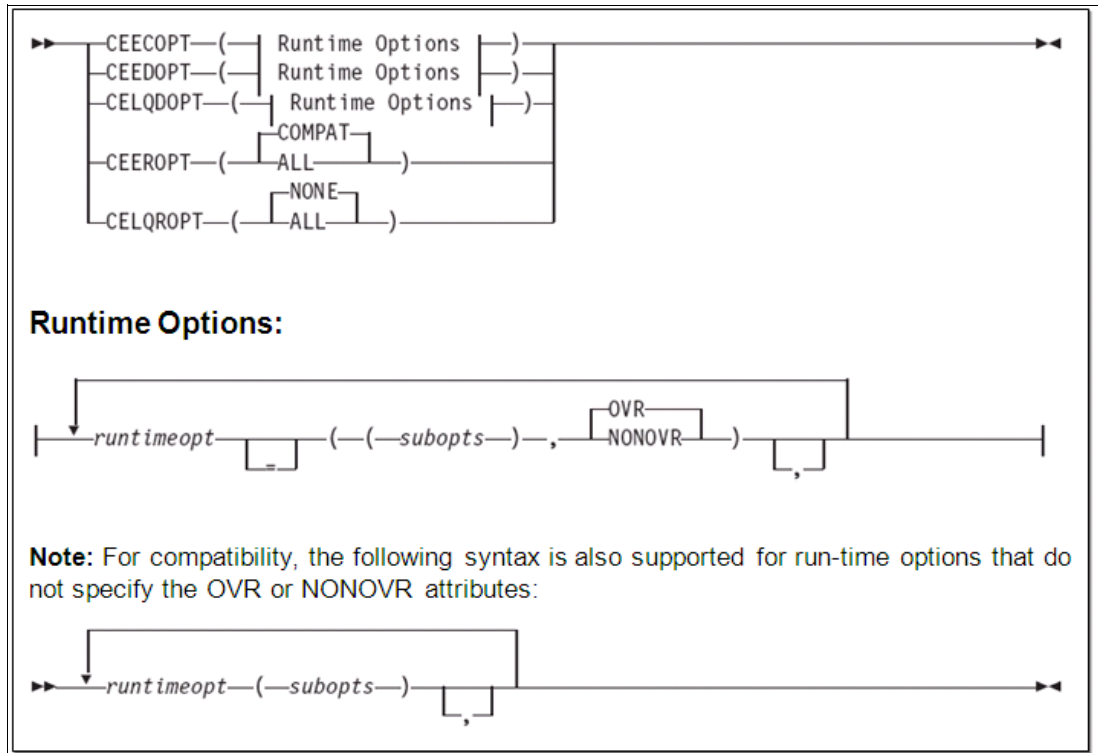 CEECOPT—(—| Runtime Options |—)
CEEDOPT—(—| Runtime Options |—)
CELQDOPT—(—| Runtime Options |—)
COMPAT
CEEROPT—(—ALL—)
NONE
CELQROPT—(—ALL—)
Runtime Options:
OVR
runtimeopt—=—(—(—subopts—)—,—NONOVR—)—,
Note: For compatibility, the following syntax is also supported for run-time options that do
not specify the OVR or NONOVR attributes:
runtimeopt—(—subopts—)—,